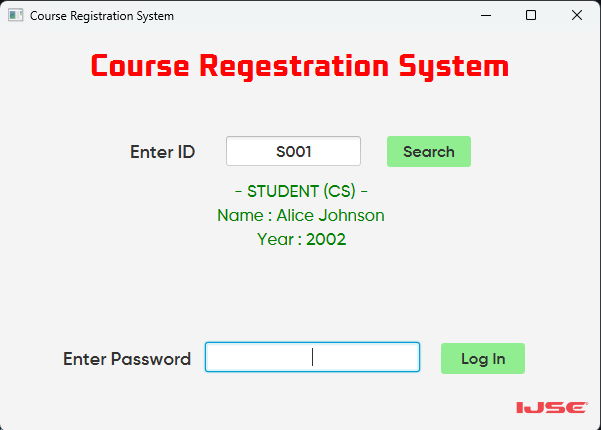 Course Registration System
Course Regestration System
Enter ID S001 Search
- STUDENT (CS) -
Name : Alice Johnson
Year : 2002
Enter Password Log In
IJSE